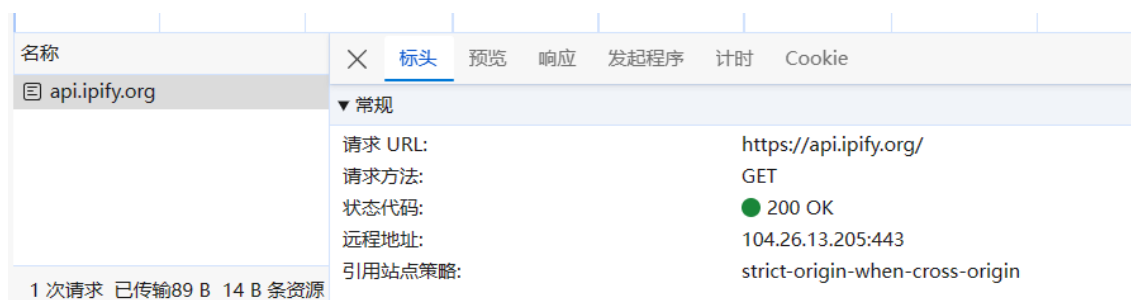 名称
api.ipify.org
1 次请求 已传输89 B 14 B 条资源
标头 预览 响应 发起程序 计时 Cookie
▼ 常规
请求 URL: https://api.ipify.org/
请求方法: GET
状态代码: 200 OK
远程地址: 104.26.13.205:443
引用站点策略: strict-origin-when-cross-origin